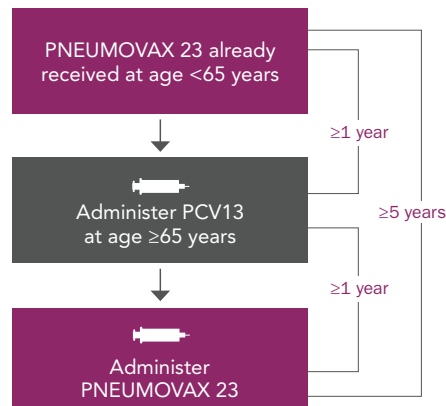 PNEUMOVAX 23 already
received at age <65 years
≥1 year
Administer PCV13
at age ≥65 years
≥5 years
≥1 year
Administer
PNEUMOVAX 23